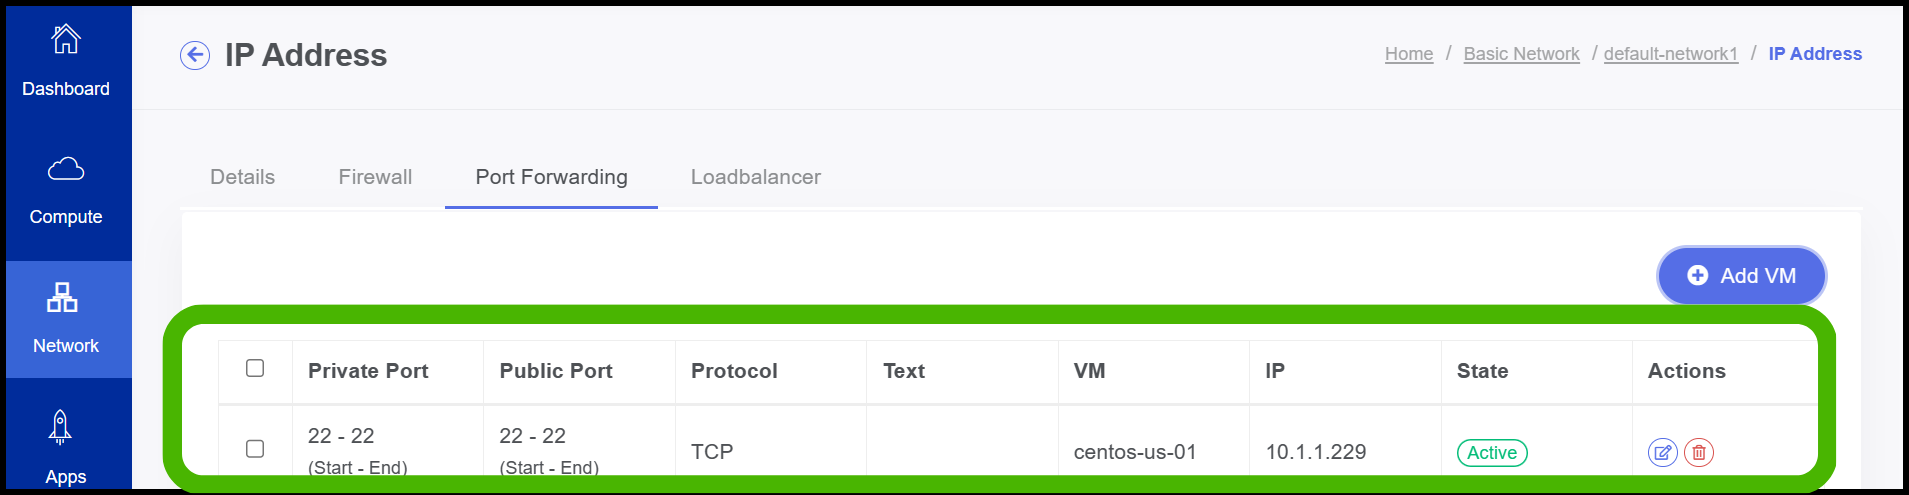 Dashboard
Compute
Network
Apps
IP Address
Home / Basic Network / default-network1 / IP Address
Details Firewall Port Forwarding Loadbalancer
Add VM
Private Port Public Port Protocol Text VM IP State Actions
22 - 22 22 - 22 TCP centos-us-01 10.1.1.229 Active
(Start - End) (Start - End)